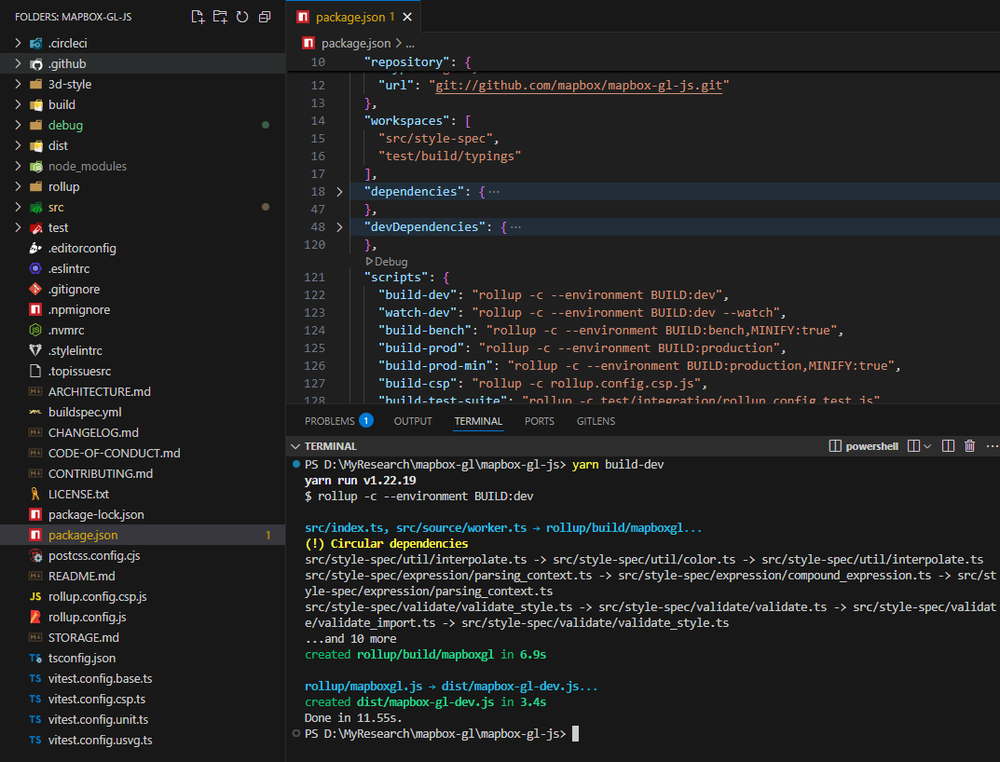 FOLDERS: MAPBOX-GL-JS
.circleci
.github
3d-style
build
debug
dist
node_modules
rollup
src
test
.editorconfig
.eslintrc
.gitignore
.npmignore
.nvmrc
.stylelintrc
.topissuesrc
ARCHITECTURE.md
buildspec.yml
CHANGELOG.md
CODE-OF-CONDUCT.md
CONTRIBUTING.md
LICENSE.txt
package-lock.json
package.json 1
postcss.config.cjs
README.md
JS rollup.config.csp.js
rollup.config.js
STORAGE.md
TS tsconfig.json
TS vitest.config.base.ts
TS vitest.config.csp.ts
TS vitest.config.unit.ts
TS vitest.config.usvg.ts
package.json 1
package.json > ...
10 "repository": {
12 "url": "git://github.com/mapbox/mapbox-gl-js.git"
13 },
14 "workspaces": [
15 "src/style-spec",
16 "test/build/typings"
17 ],
18 "dependencies": { ...
47 },
48 "devDependencies": { ...
120 },
Debug
121 "scripts": {
122 "build-dev": "rollup -c --environment BUILD:dev",
123 "watch-dev": "rollup -c --environment BUILD:dev --watch",
124 "build-bench": "rollup -c --environment BUILD:bench,MINIFY:true",
125 "build-prod": "rollup -c --environment BUILD:production",
126 "build-prod-min": "rollup -c --environment BUILD:production,MINIFY:true",
127 "build-csp": "rollup -c rollup.config.csp.js",
128 "build-test-suite": "rollup -c test/integration/rollup.config.test.js"
PROBLEMS 1 OUTPUT TERMINAL PORTS GITLENS
TERMINAL powershell
PS D:\MyResearch\mapbox-gl\mapbox-gl-js> yarn build-dev
yarn run v1.22.19
$ rollup -c --environment BUILD:dev
src/index.ts, src/source/worker.ts → rollup/build/mapboxgl...
(!) Circular dependencies
src/style-spec/util/interpolate.ts -> src/style-spec/util/color.ts -> src/style-spec/util/interpolate.ts
src/style-spec/expression/parsing_context.ts -> src/style-spec/expression/compound_expression.ts -> src/st
yle-spec/expression/parsing_context.ts
src/style-spec/validate/validate_style.ts -> src/style-spec/validate/validate.ts -> src/style-spec/validat
e/validate_import.ts -> src/style-spec/validate/validate_style.ts
...and 10 more
created rollup/build/mapboxgl in 6.9s
rollup/mapboxgl.js → dist/mapbox-gl-dev.js...
created dist/mapbox-gl-dev.js in 3.4s
Done in 11.55s.
PS D:\MyResearch\mapbox-gl\mapbox-gl-js>